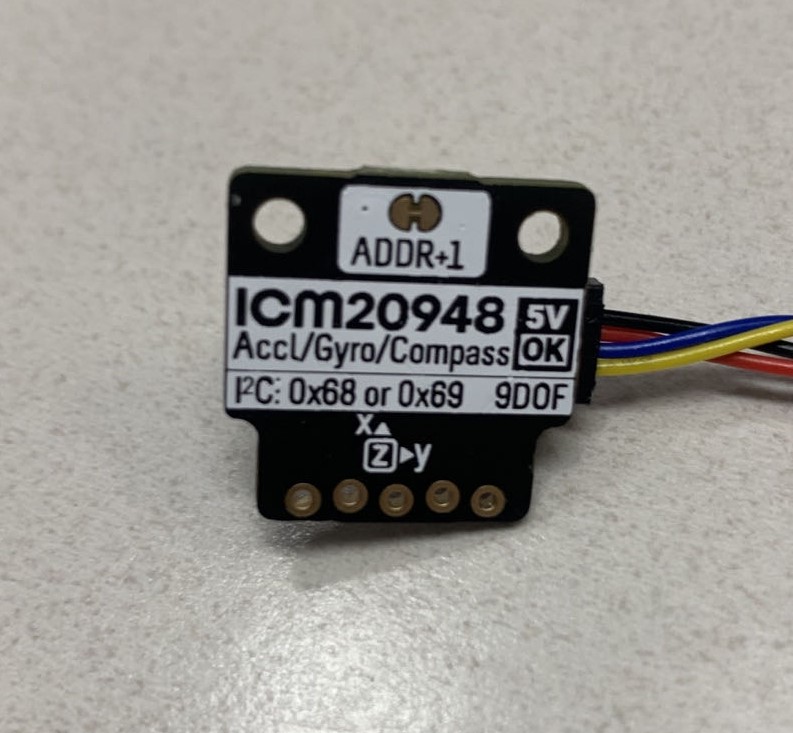 ADDR+1
ICM20948 5V
Accl/Gyro/Compass OK
I²C: 0x68 or 0x69 9DOF
x
z y